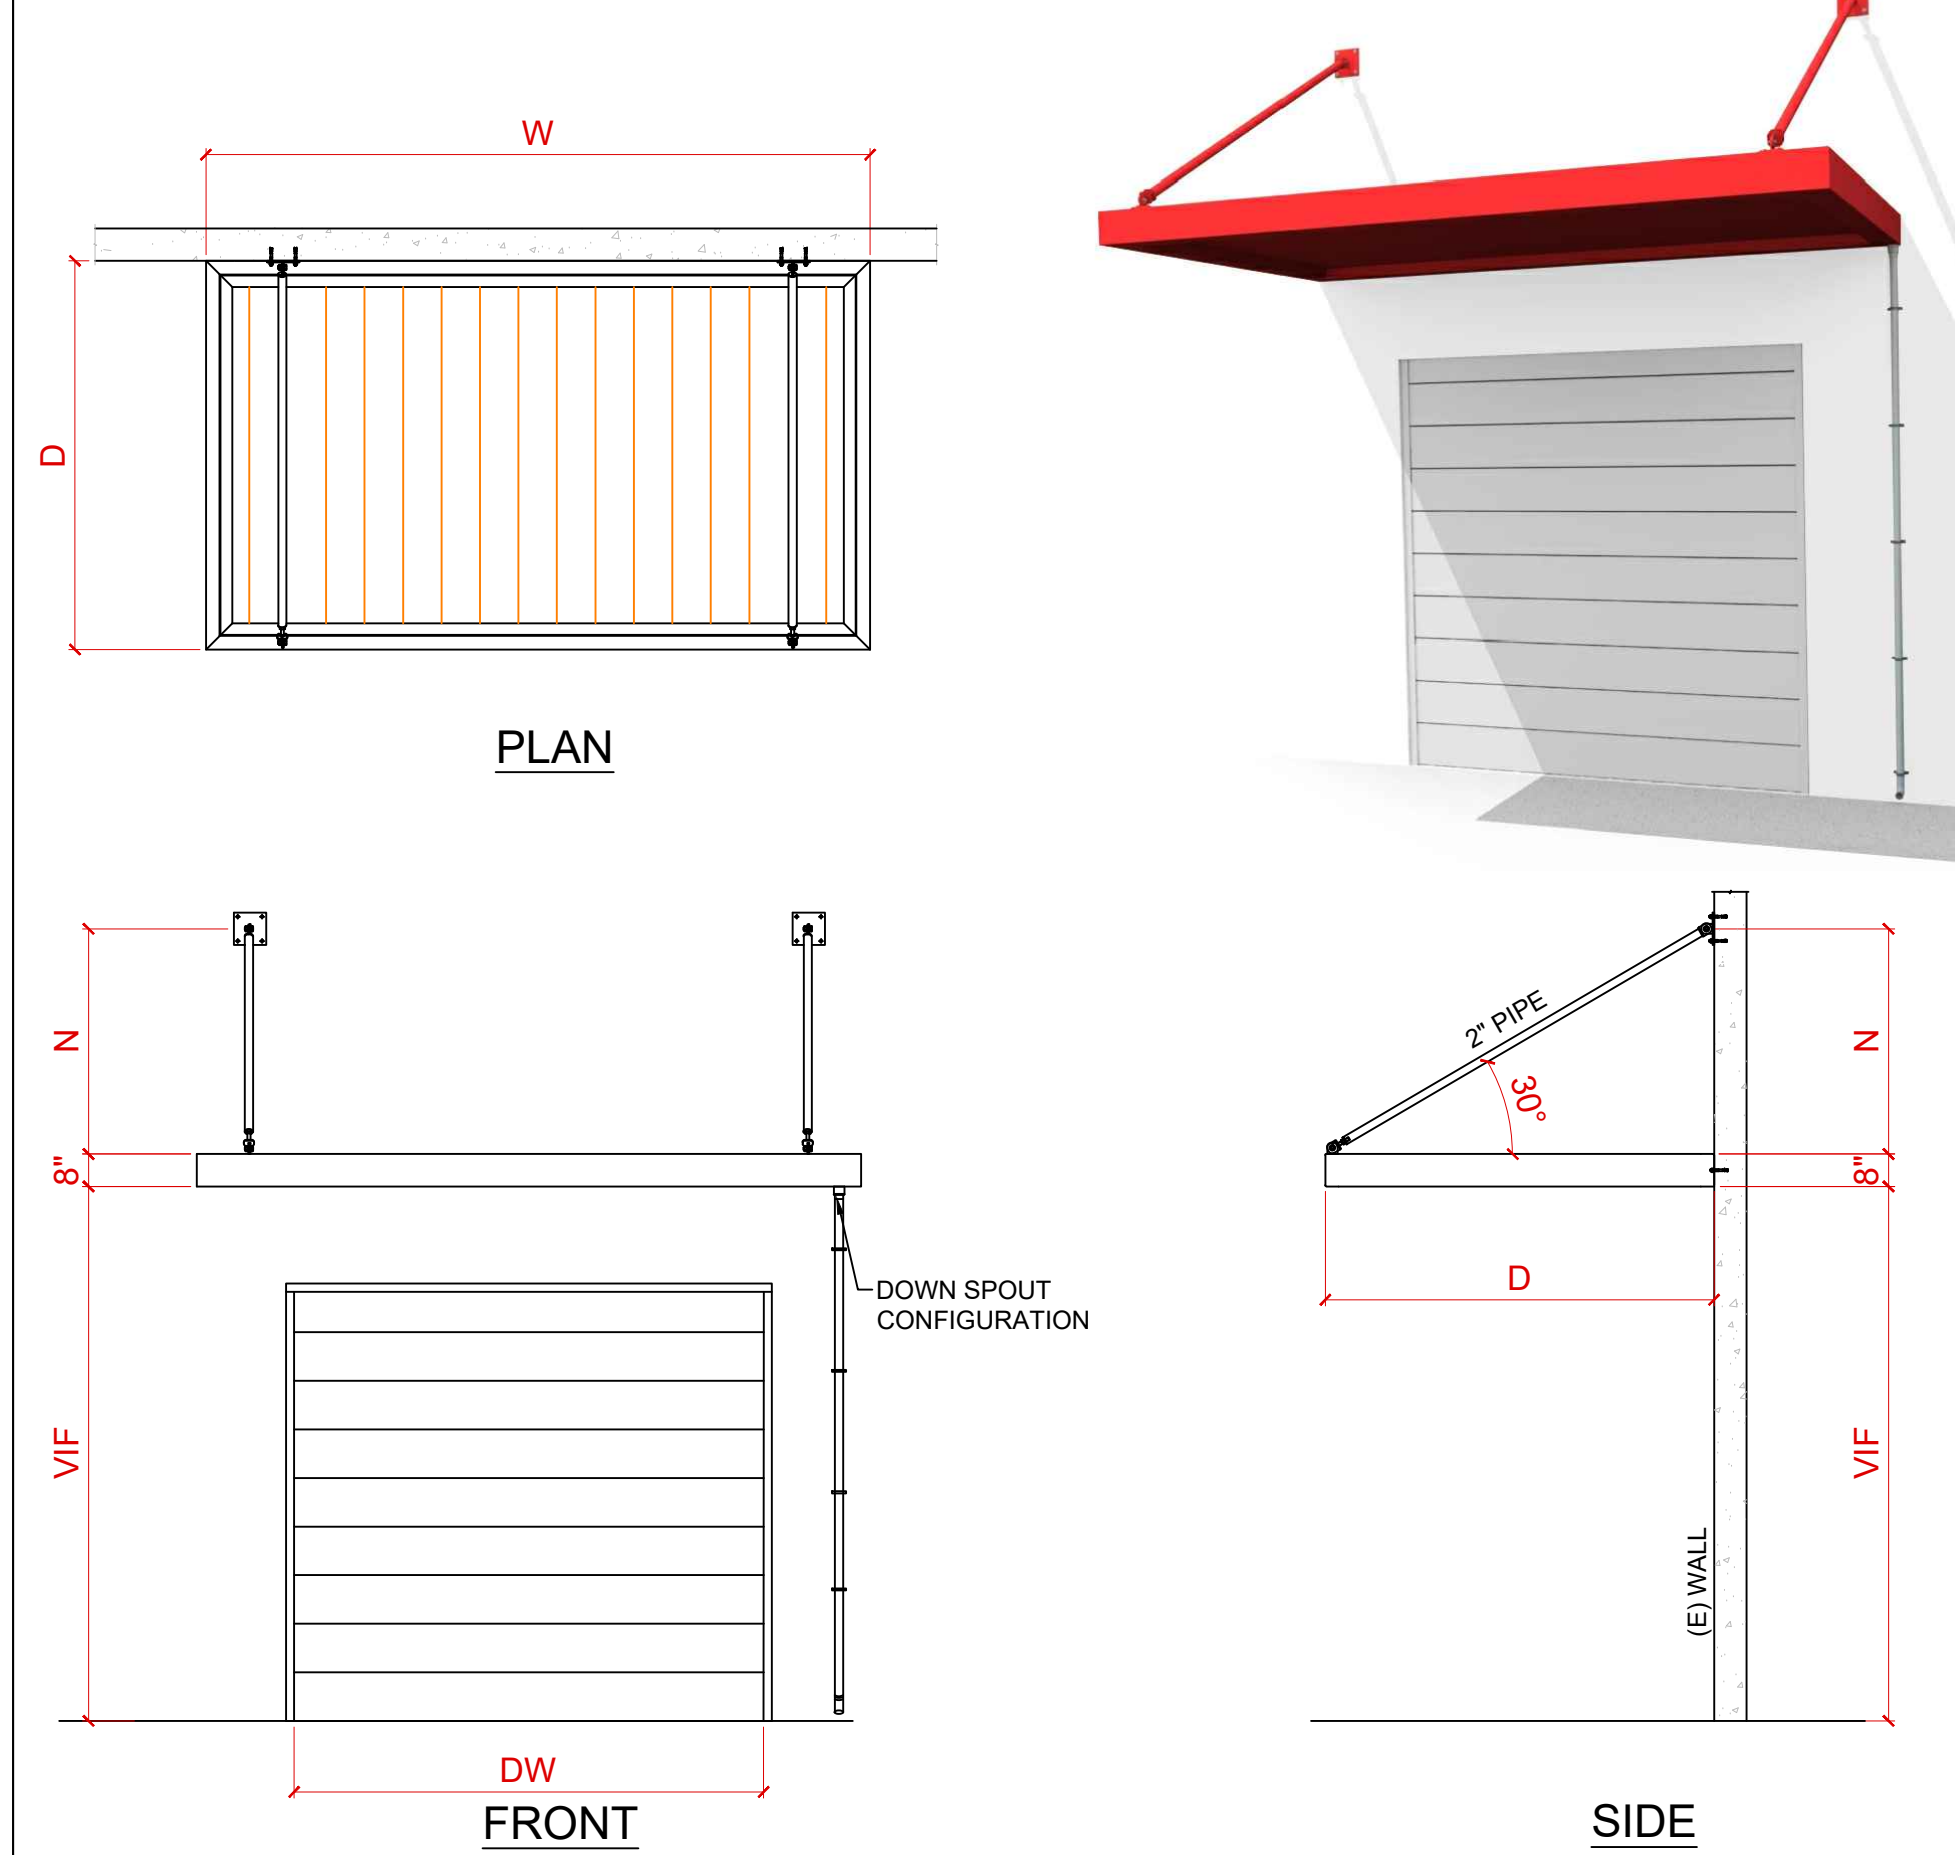 W
D
PLAN
N
8"
VIF
DOWN SPOUT
CONFIGURATION
DW
FRONT
2" PIPE
30°
N
8"
D
VIF
(E) WALL
SIDE